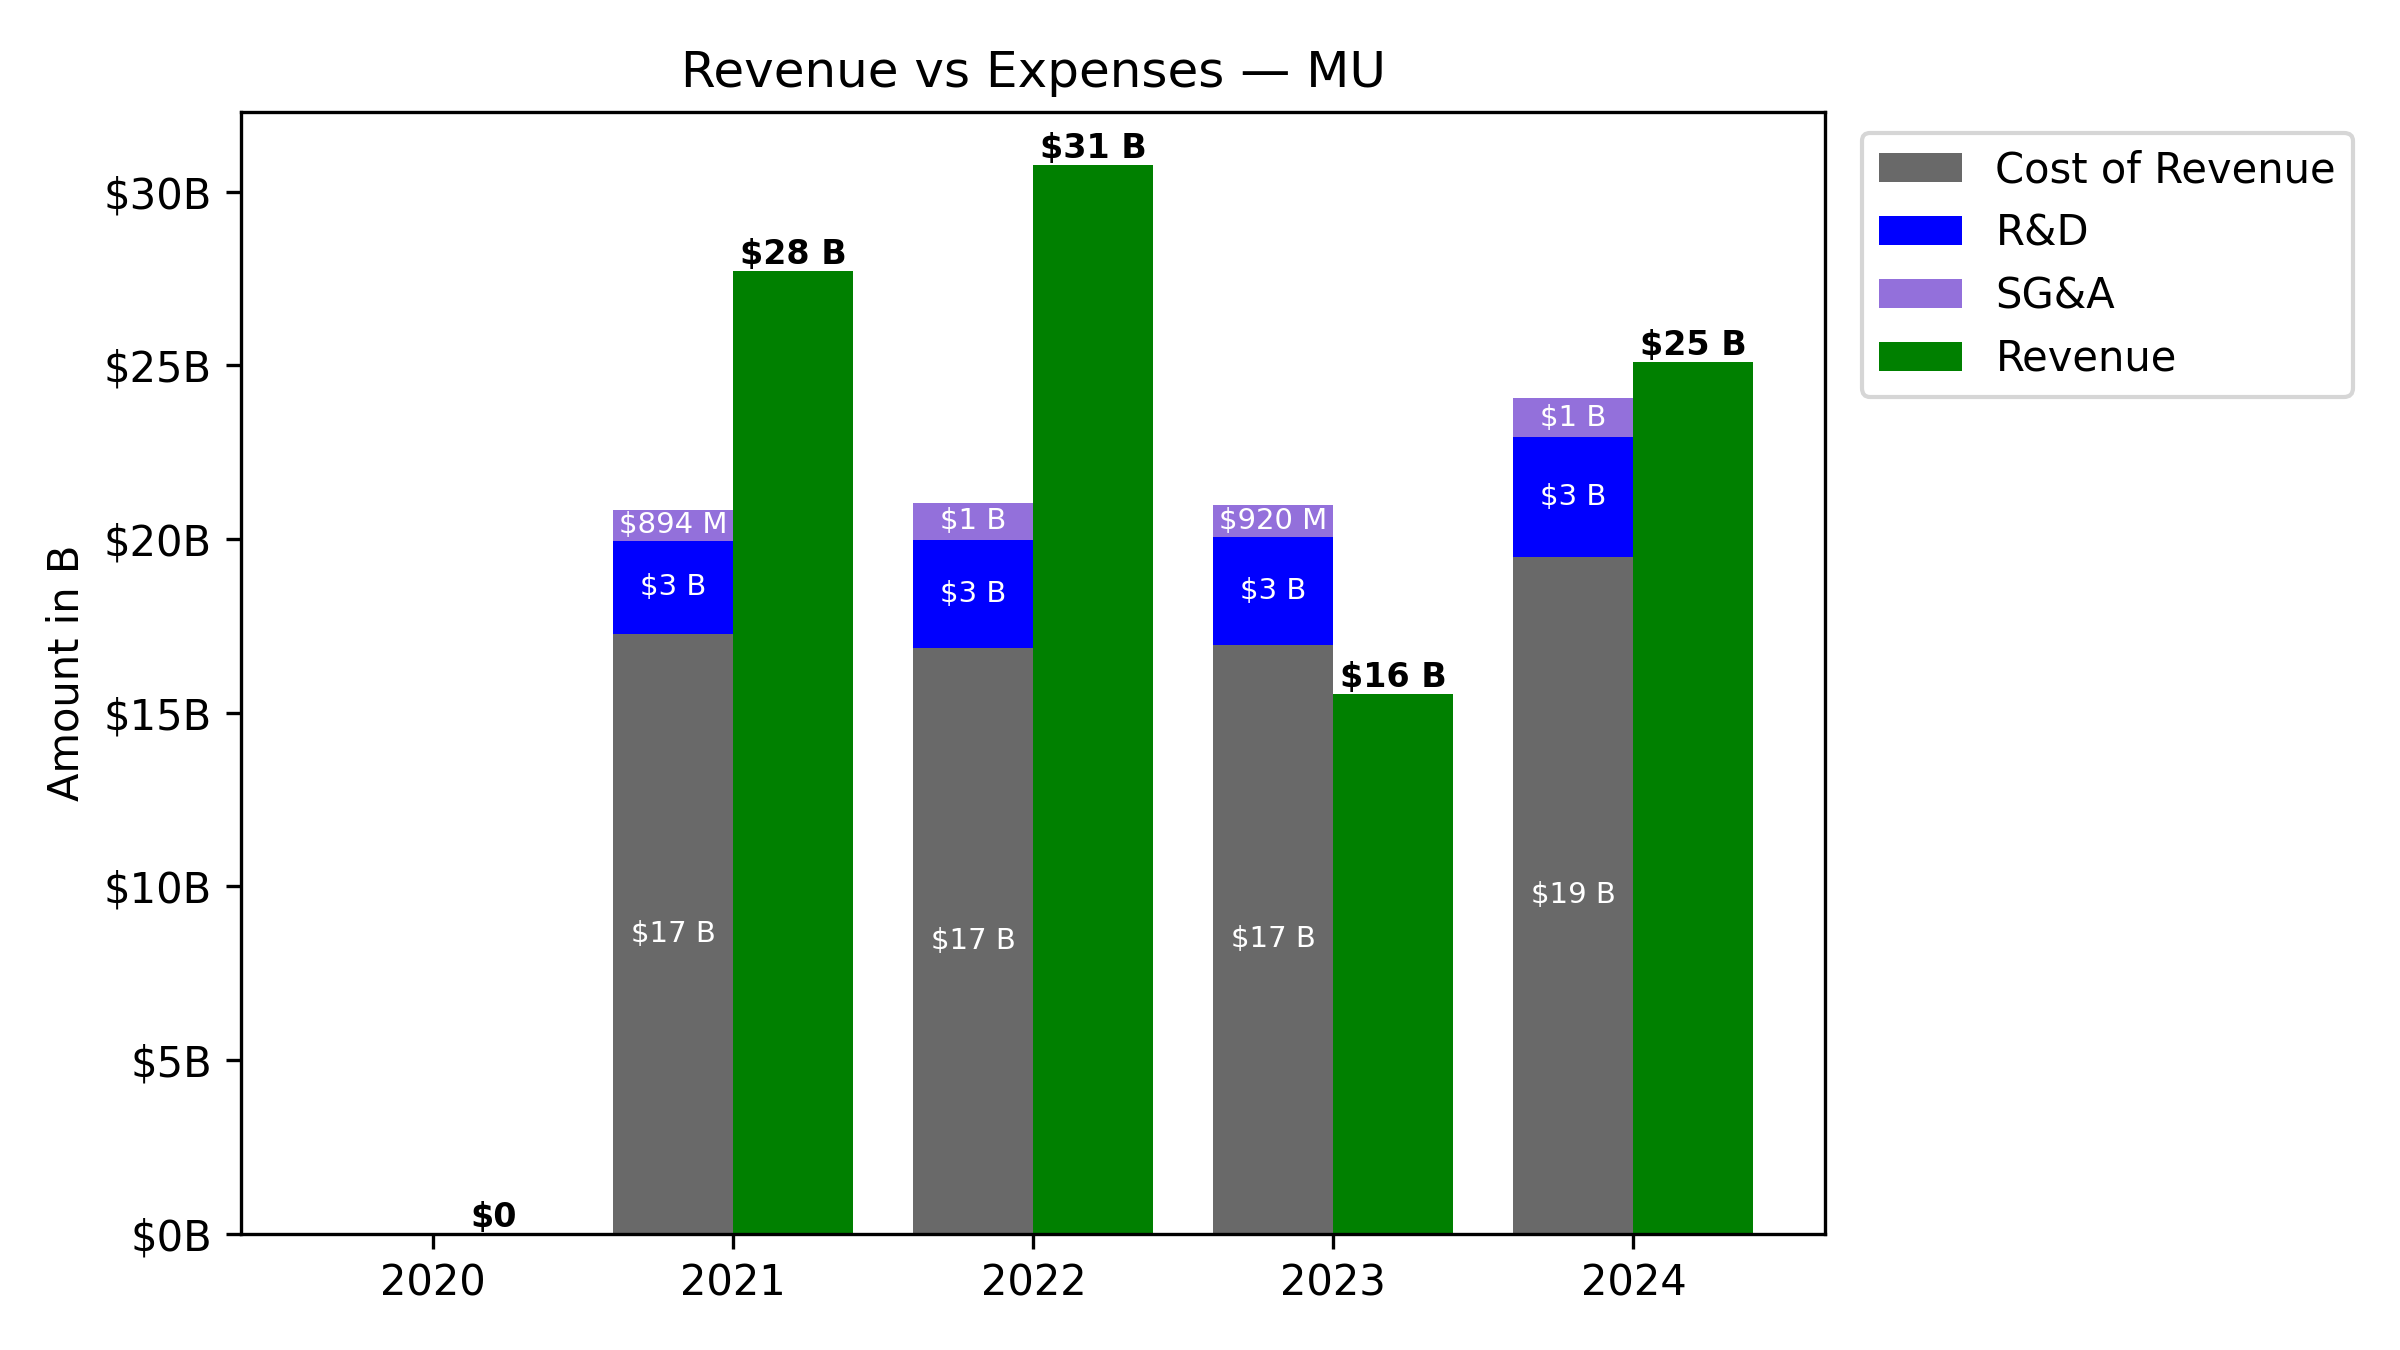 Revenue vs Expenses — MU
Cost of Revenue
R&D
SG&A
Revenue
Amount in B
$30B
$25B
$20B
$15B
$10B
$5B
$0B
$0
$894 M
$3 B
$17 B
$28 B
$1 B
$3 B
$17 B
$31 B
$920 M
$3 B
$17 B
$16 B
$1 B
$3 B
$19 B
$25 B
2020
2021
2022
2023
2024